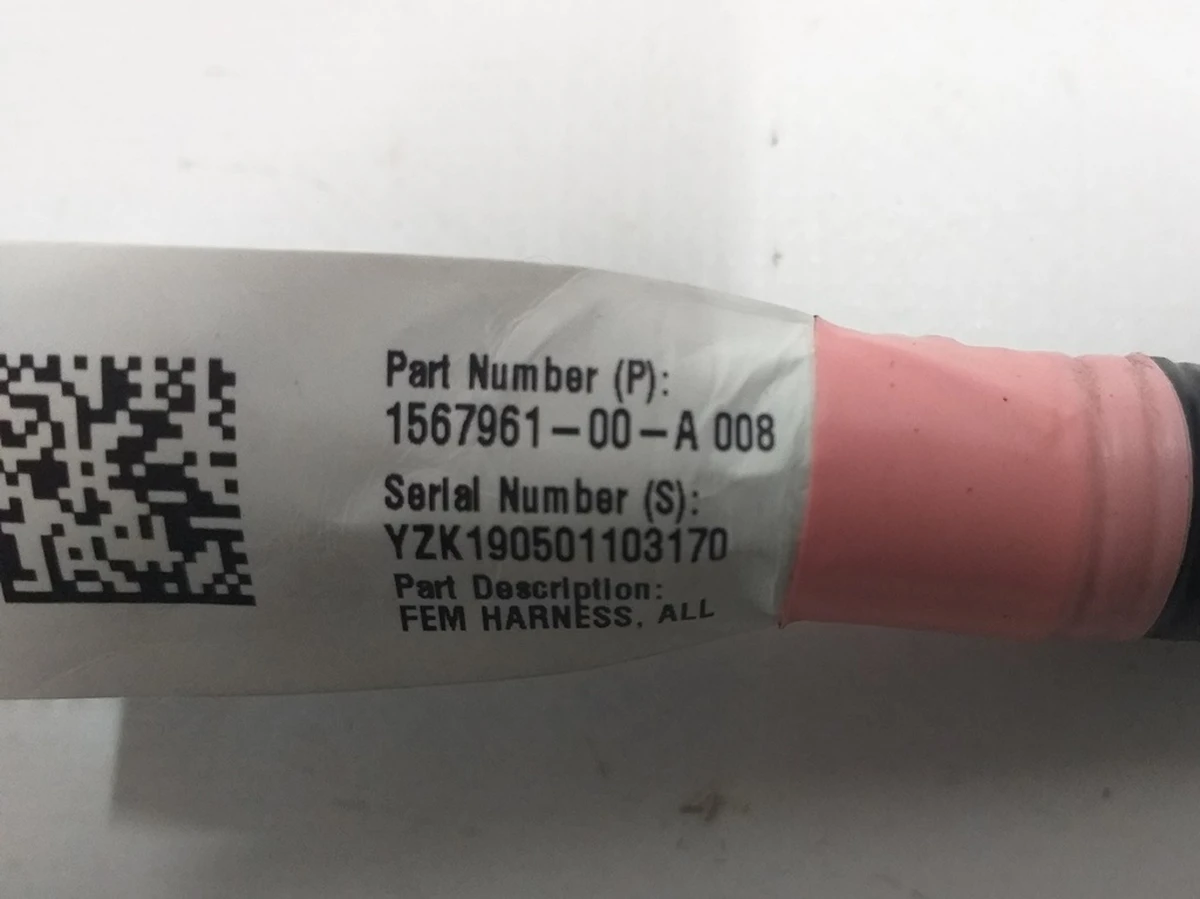 Part Number (P):
1567961-00-A 008
Serial Number (S):
YZK190501103170
Part Description:
FEM HARNESS, ALL